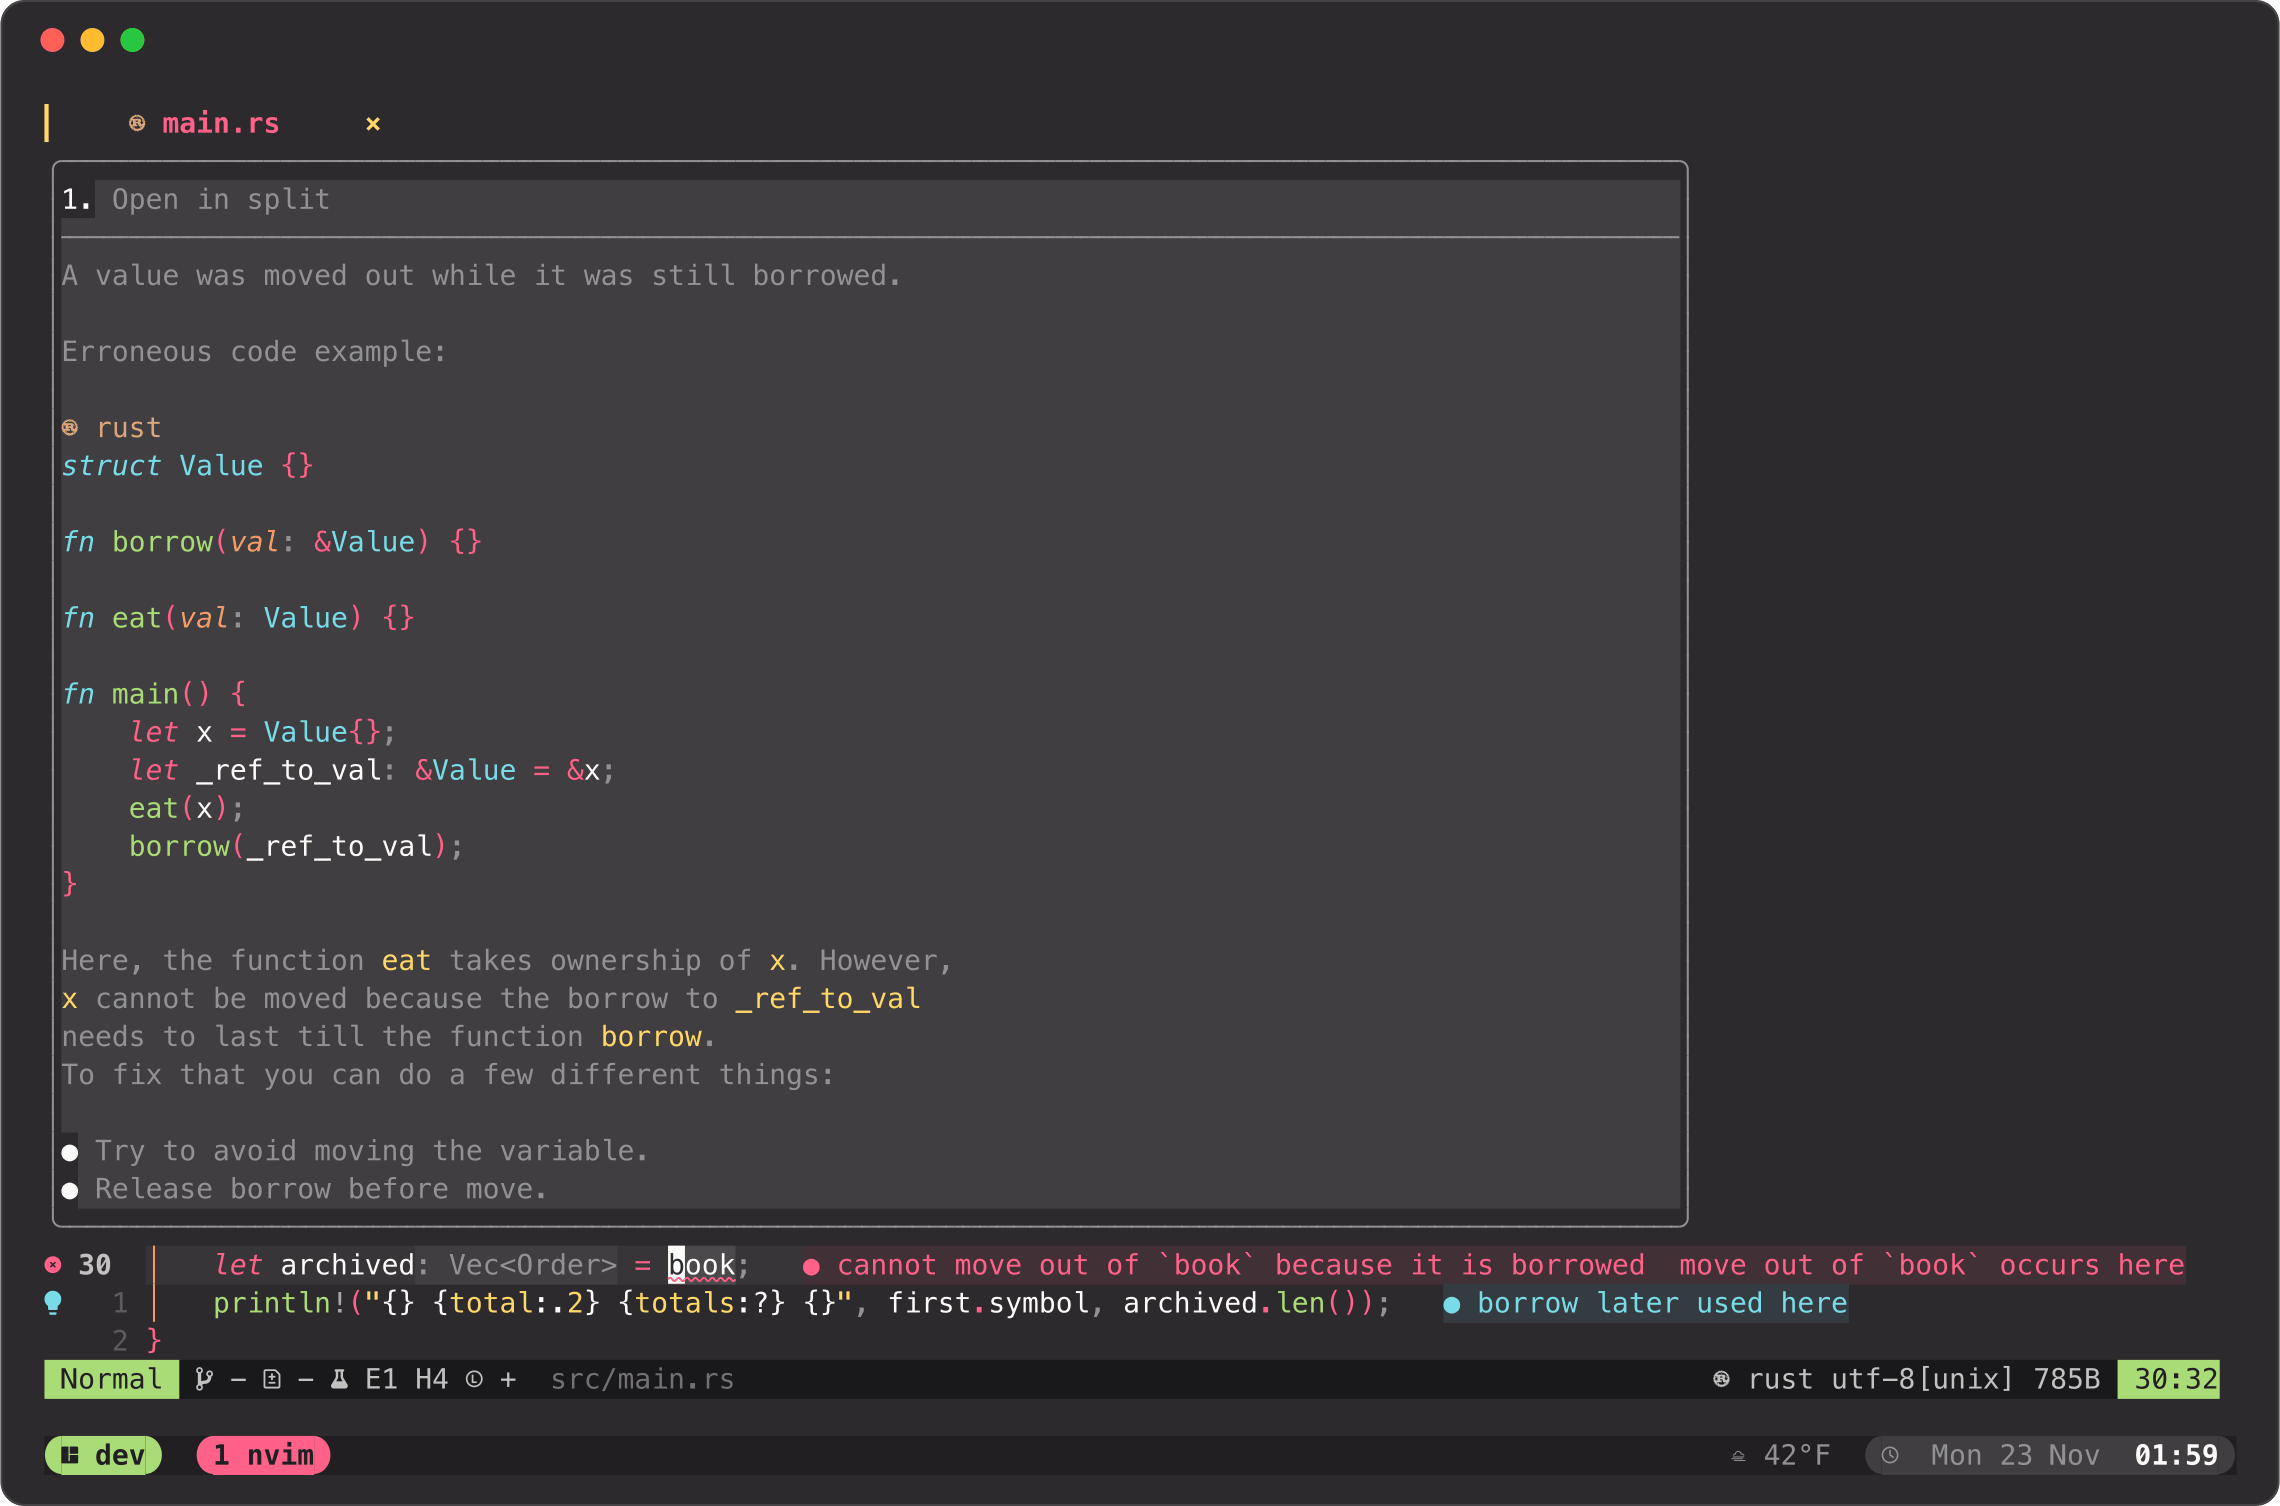 main.rs ×
1. Open in split
A value was moved out while it was still borrowed.
Erroneous code example:
rust
struct Value {}
fn borrow(val: &Value) {}
fn eat(val: Value) {}
fn main() {
    let x = Value{};
    let _ref_to_val: &Value = &x;
    eat(x);
    borrow(_ref_to_val);
}
Here, the function eat takes ownership of x. However,
x cannot be moved because the borrow to _ref_to_val
needs to last till the function borrow.
To fix that you can do a few different things:
● Try to avoid moving the variable.
● Release borrow before move.
30     let archived: Vec<Order> = book;   ● cannot move out of `book` because it is borrowed  move out of `book` occurs here
1     println!("{} {total:.2} {totals:?} {}", first.symbol, archived.len());   ● borrow later used here
2 }
Normal − − E1 H4 + src/main.rs rust utf−8[unix] 785B 30:32
dev 1 nvim 42°F Mon 23 Nov 01:59